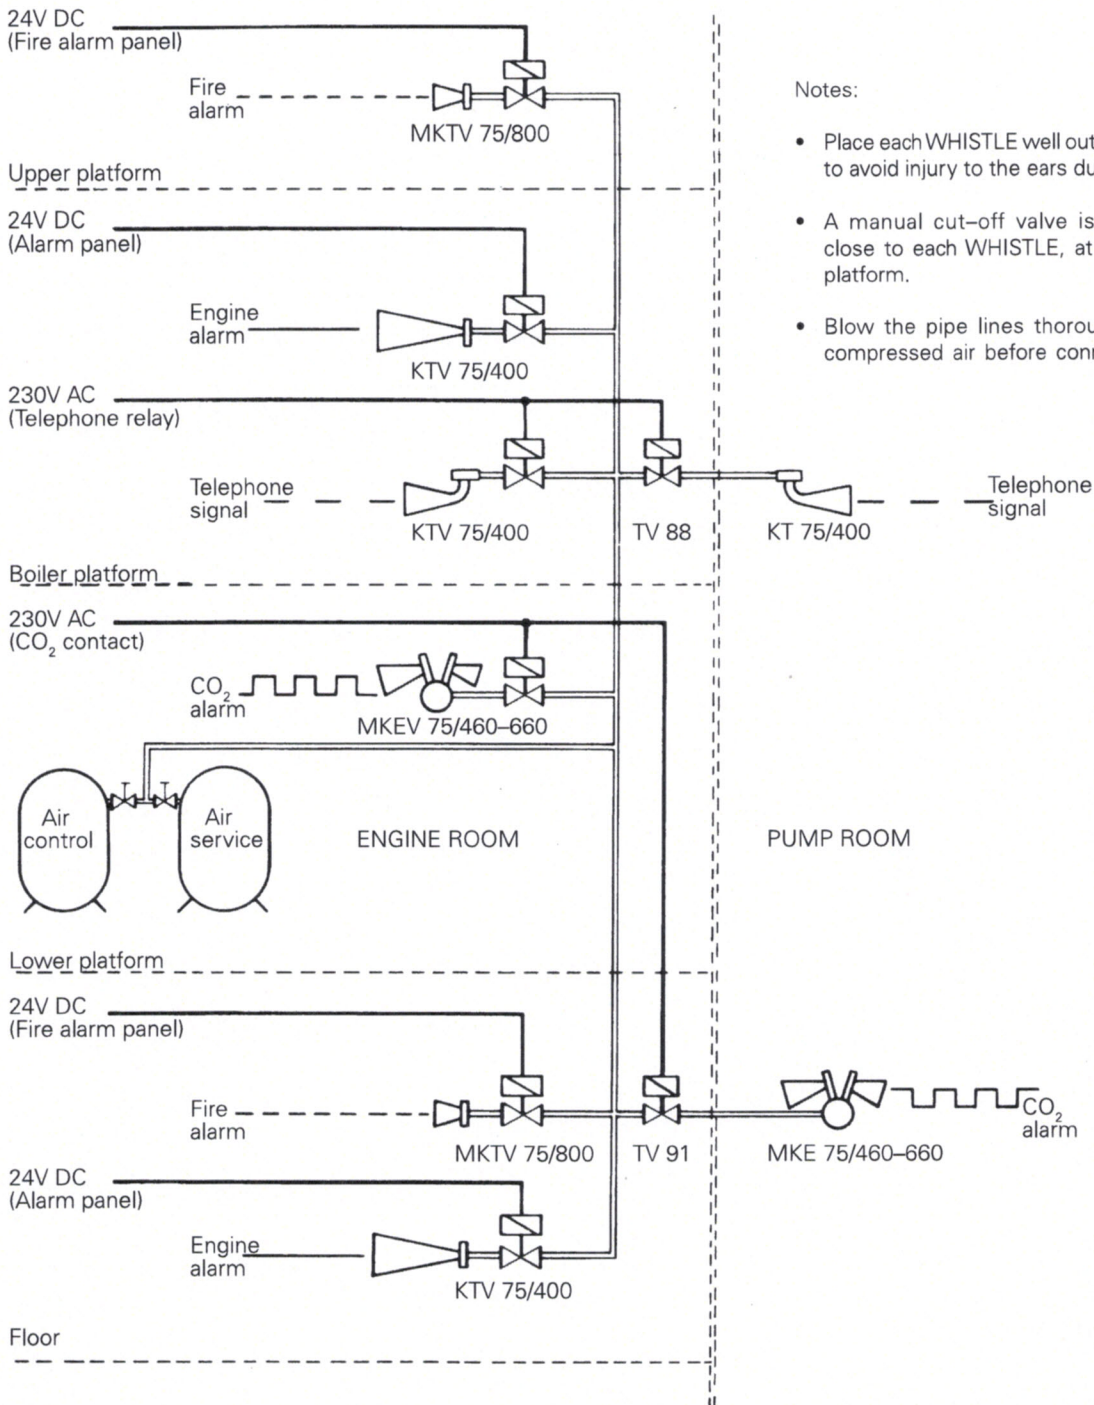 24V DC
(Fire alarm panel)
Fire
alarm
MKTV 75/800
Notes:
• Place each WHISTLE well out
to avoid injury to the ears du
• A manual cut–off valve is
close to each WHISTLE, at
platform.
• Blow the pipe lines thorou
compressed air before conn
Upper platform
24V DC
(Alarm panel)
Engine
alarm
KTV 75/400
230V AC
(Telephone relay)
Telephone
signal
KTV 75/400
TV 88
KT 75/400
Telephone
signal
Boiler platform
230V AC
(CO₂ contact)
CO₂
alarm
MKEV 75/460–660
Air
control
Air
service
ENGINE ROOM
PUMP ROOM
Lower platform
24V DC
(Fire alarm panel)
Fire
alarm
MKTV 75/800
TV 91
MKE 75/460–660
CO₂
alarm
24V DC
(Alarm panel)
Engine
alarm
KTV 75/400
Floor